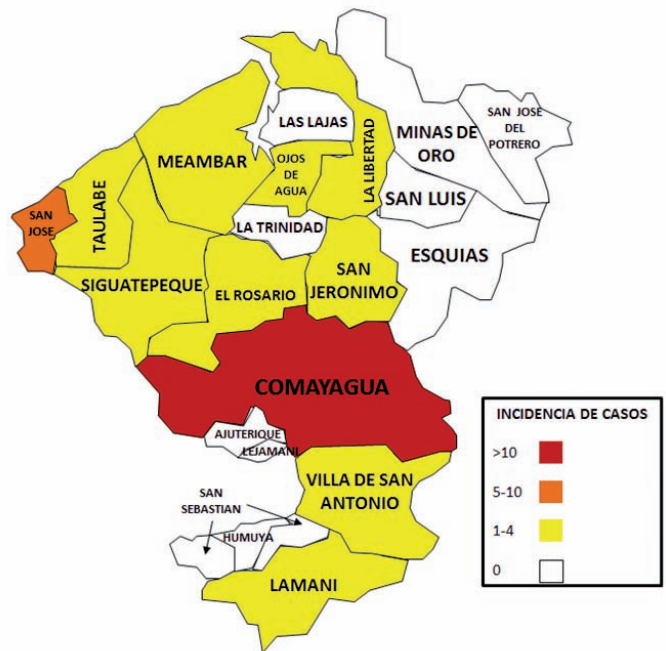 LAS LAJAS
MINAS DE
ORO
SAN JOSE
DEL
POTRERO
MEAMBAR
OJOS
DE
AGUA
LA LIBERTAD
TAULABE
SAN
JOSE
SAN LUIS
LA TRINIDAD
ESQUIAS
SIGUATEPEQUE
EL ROSARIO
SAN
JERONIMO
COMAYAGUA
AJUTERIQUE
LEJAMANI
VILLA DE SAN
ANTONIO
SAN
SEBASTIAN
HUMUYA
LAMANI
INCIDENCIA DE CASOS
>10
5-10
1-4
0